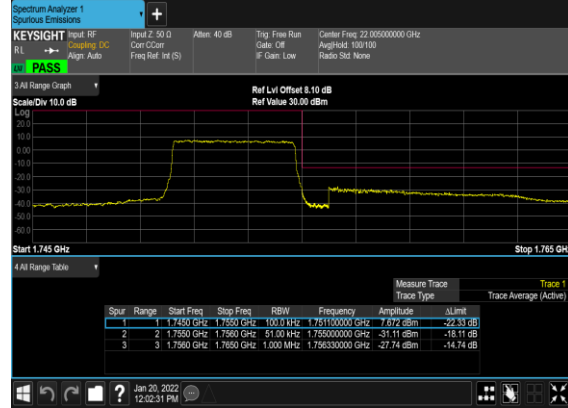 Spectrum Analyzer 1
Spurious Emissions
+
KEYSIGHT Input: RF Input Z: 50 Ω Atten: 40 dB Trig: Free Run Center Freq: 22.005000000 GHz
RL Coupling: DC Corr CCorr Gate: Off Avg|Hold: 100/100
Align: Auto Freq Ref: Int (S) IF Gain: Low Radio Std: None
PASS
3 All Range Graph
Ref Lvl Offset 8.10 dB
Scale/Div 10.0 dB Ref Value 30.00 dBm
Log
20.0
10.0
0.00
-10.0
-20.0
-30.0
-40.0
-50.0
-60.0
Start 1.745 GHz Stop 1.765 GH
4 All Range Table
Measure Trace Trace 1
Trace Type Trace Average (Active)
Spur Range Start Freq Stop Freq RBW Frequency Amplitude ΔLimit
1 1 1.7450 GHz 1.7550 GHz 100.0 kHz 1.751100000 GHz 7.672 dBm -22.33 dB
2 2 1.7550 GHz 1.7560 GHz 51.00 kHz 1.755000000 GHz -31.11 dBm -18.11 dB
3 3 1.7560 GHz 1.7650 GHz 1.000 MHz 1.756330000 GHz -27.74 dBm -14.74 dB
?
Jan 20, 2022
12:02:31 PM